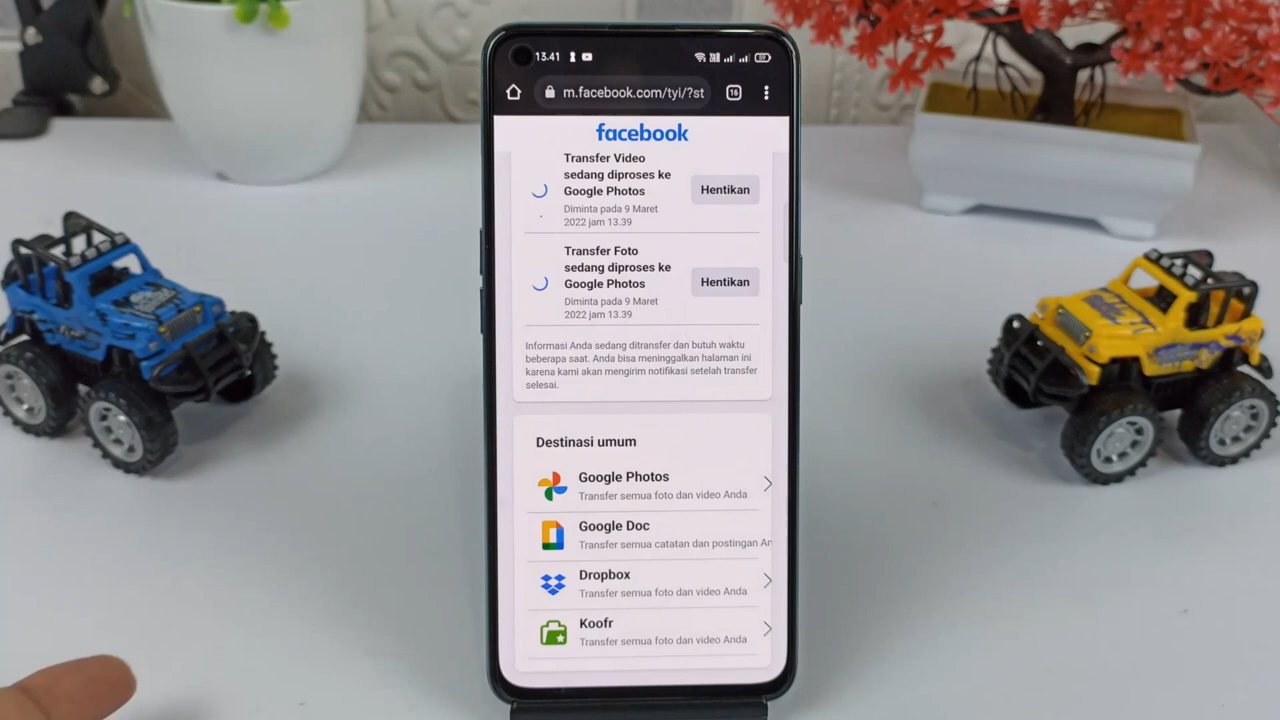 13.41
m.facebook.com/tyi/?st
16
facebook
Transfer Video
sedang diproses ke
Google Photos
Hentikan
Diminta pada 9 Maret
2022 jam 13.39
Transfer Foto
sedang diproses ke
Google Photos
Hentikan
Diminta pada 9 Maret
2022 jam 13.39
Informasi Anda sedang ditransfer dan butuh waktu
beberapa saat. Anda bisa meninggalkan halaman ini
karena kami akan mengirim notifikasi setelah transfer
selesai.
Destinasi umum
Google Photos
Transfer semua foto dan video Anda
Google Doc
Transfer semua catatan dan postingan An
Dropbox
Transfer semua foto dan video Anda
Koofr
Transfer semua foto dan video Anda